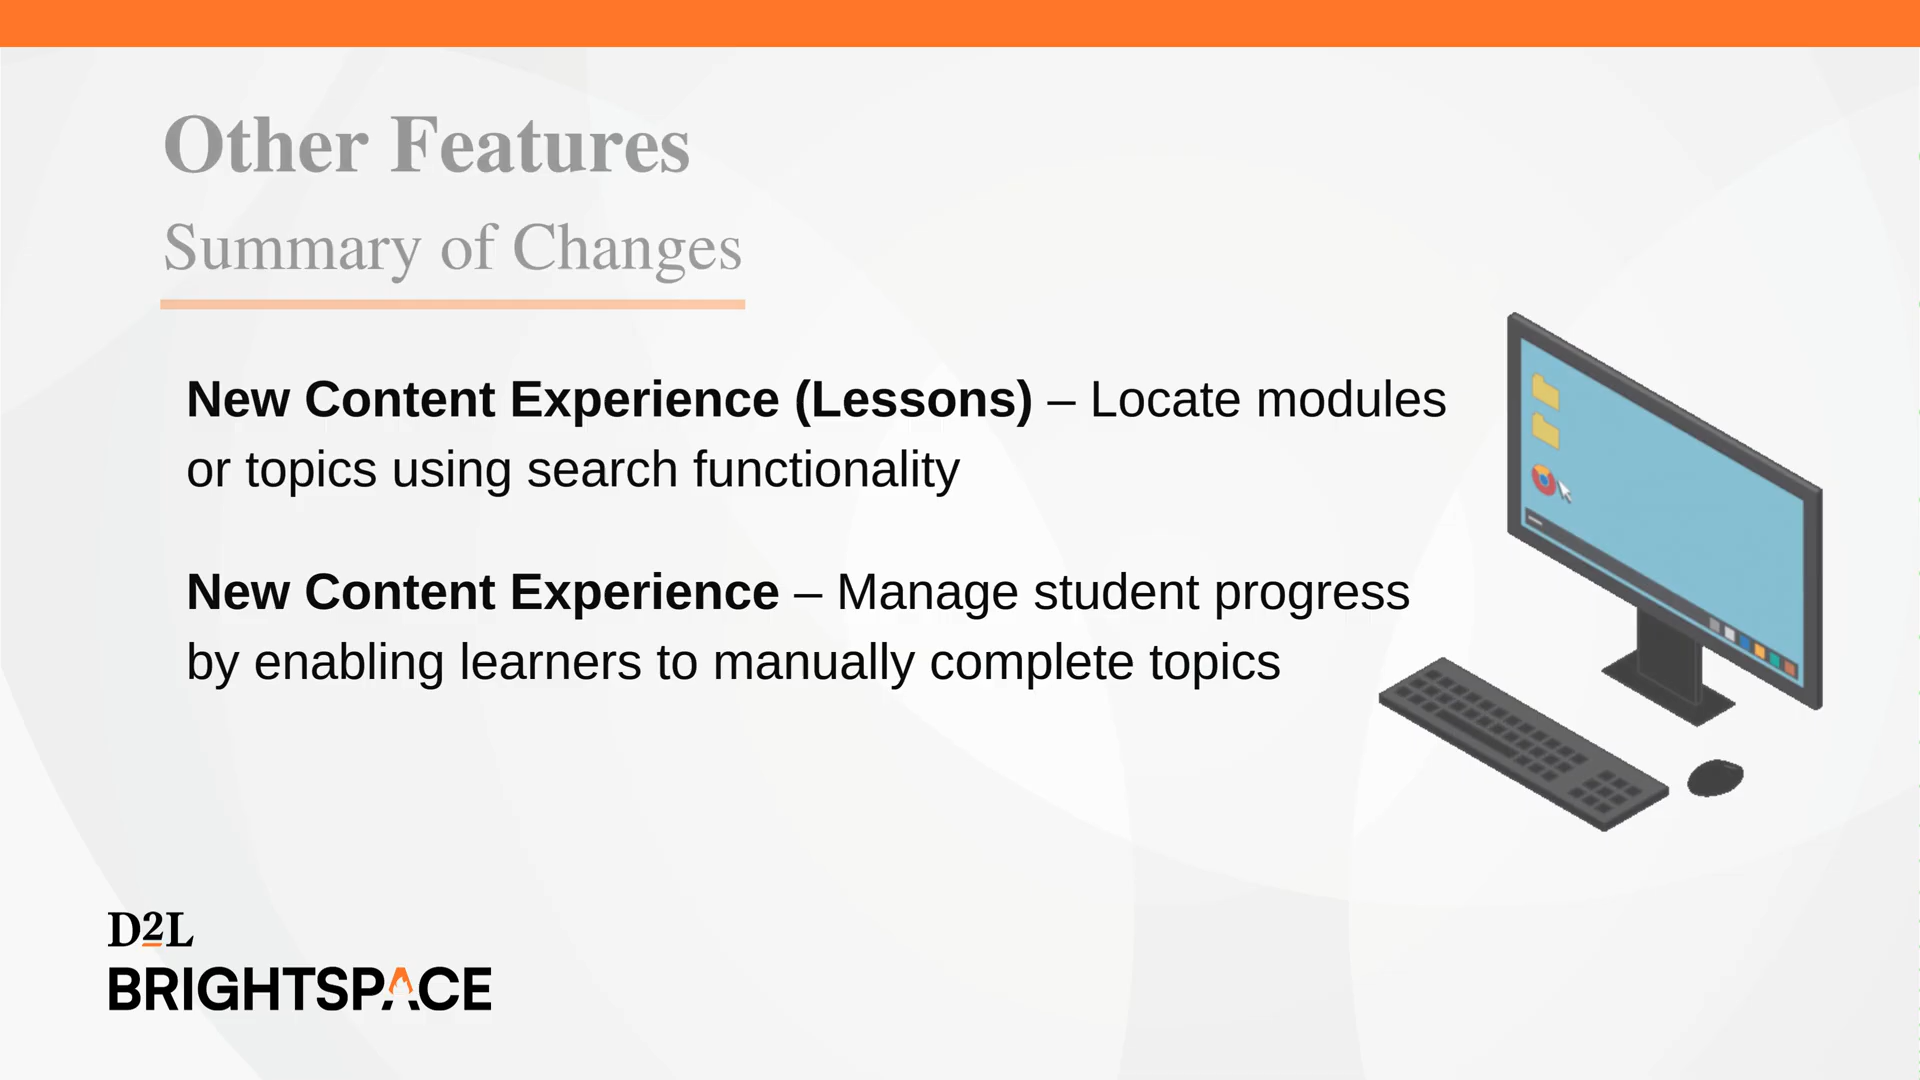 Other Features
Summary of Changes
New Content Experience (Lessons) – Locate modules
or topics using search functionality
New Content Experience – Manage student progress
by enabling learners to manually complete topics
D2L
BRIGHTSPACE